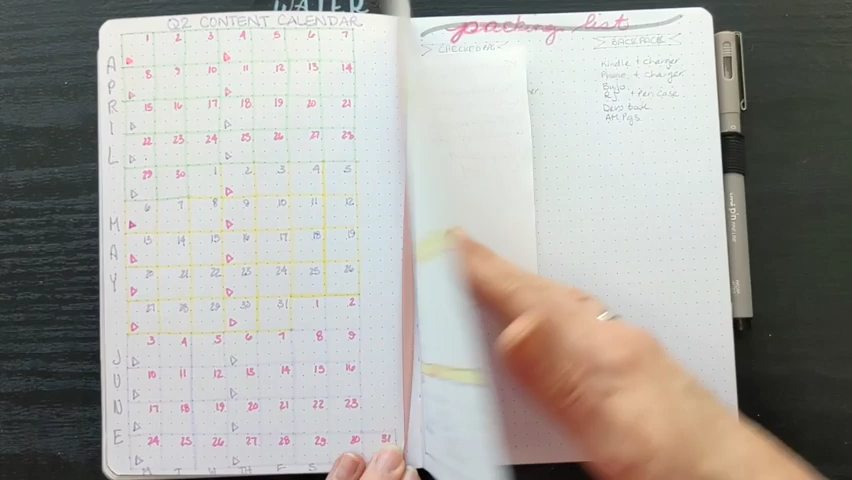 WATER
Q2 CONTENT CALENDAR
1 2 3 4 5 6 7
8 9 10 11 12 13 14
15 16 17 18 19 20 21
22 23 24 25 26 27 28
29 30 1 2 3 4 5
6 7 8 9 10 11 12
13 14 15 16 17 18 19
20 21 22 23 24 25 26
27 28 29 30 31 1 2
3 4 5 6 7 8 9
10 11 12 13 14 15 16
17 18 19 20 21 22 23
24 25 26 27 28 29 30 31
M T W TH F S
APRIL
MAY
JUNE
packing list
BACKPACK
Kindle + charger
Phone + charger
Bujo
RJ + Pen Case
AM Pgs.